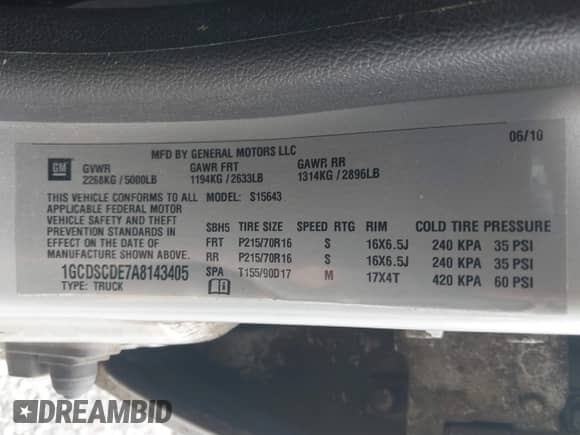 06/10
GM
MFD BY GENERAL MOTORS LLC
GVWR GAWR FRT GAWR RR
2268KG / 5000LB 1194KG / 2633LB 1314KG / 2896LB
THIS VEHICLE CONFORMS TO ALL MODEL: S15643
APPLICABLE FEDERAL MOTOR
VEHICLE SAFETY AND THEFT
PREVENTION STANDARDS
IN EFFECT ON THE DATE OF
MANUFACTURE SHOWN ABOVE.
1GCDSCDE7A8143405
TYPE: TRUCK
SBH5 TIRE SIZE SPEED RTG RIM COLD TIRE PRESSURE
FRT P215/70R16 S 16X6.5J 240 KPA 35 PSI
RR P215/70R16 S 16X6.5J 240 KPA 35 PSI
SPA T155/90D17 M 17X4T 420 KPA 60 PSI
DREAMBID